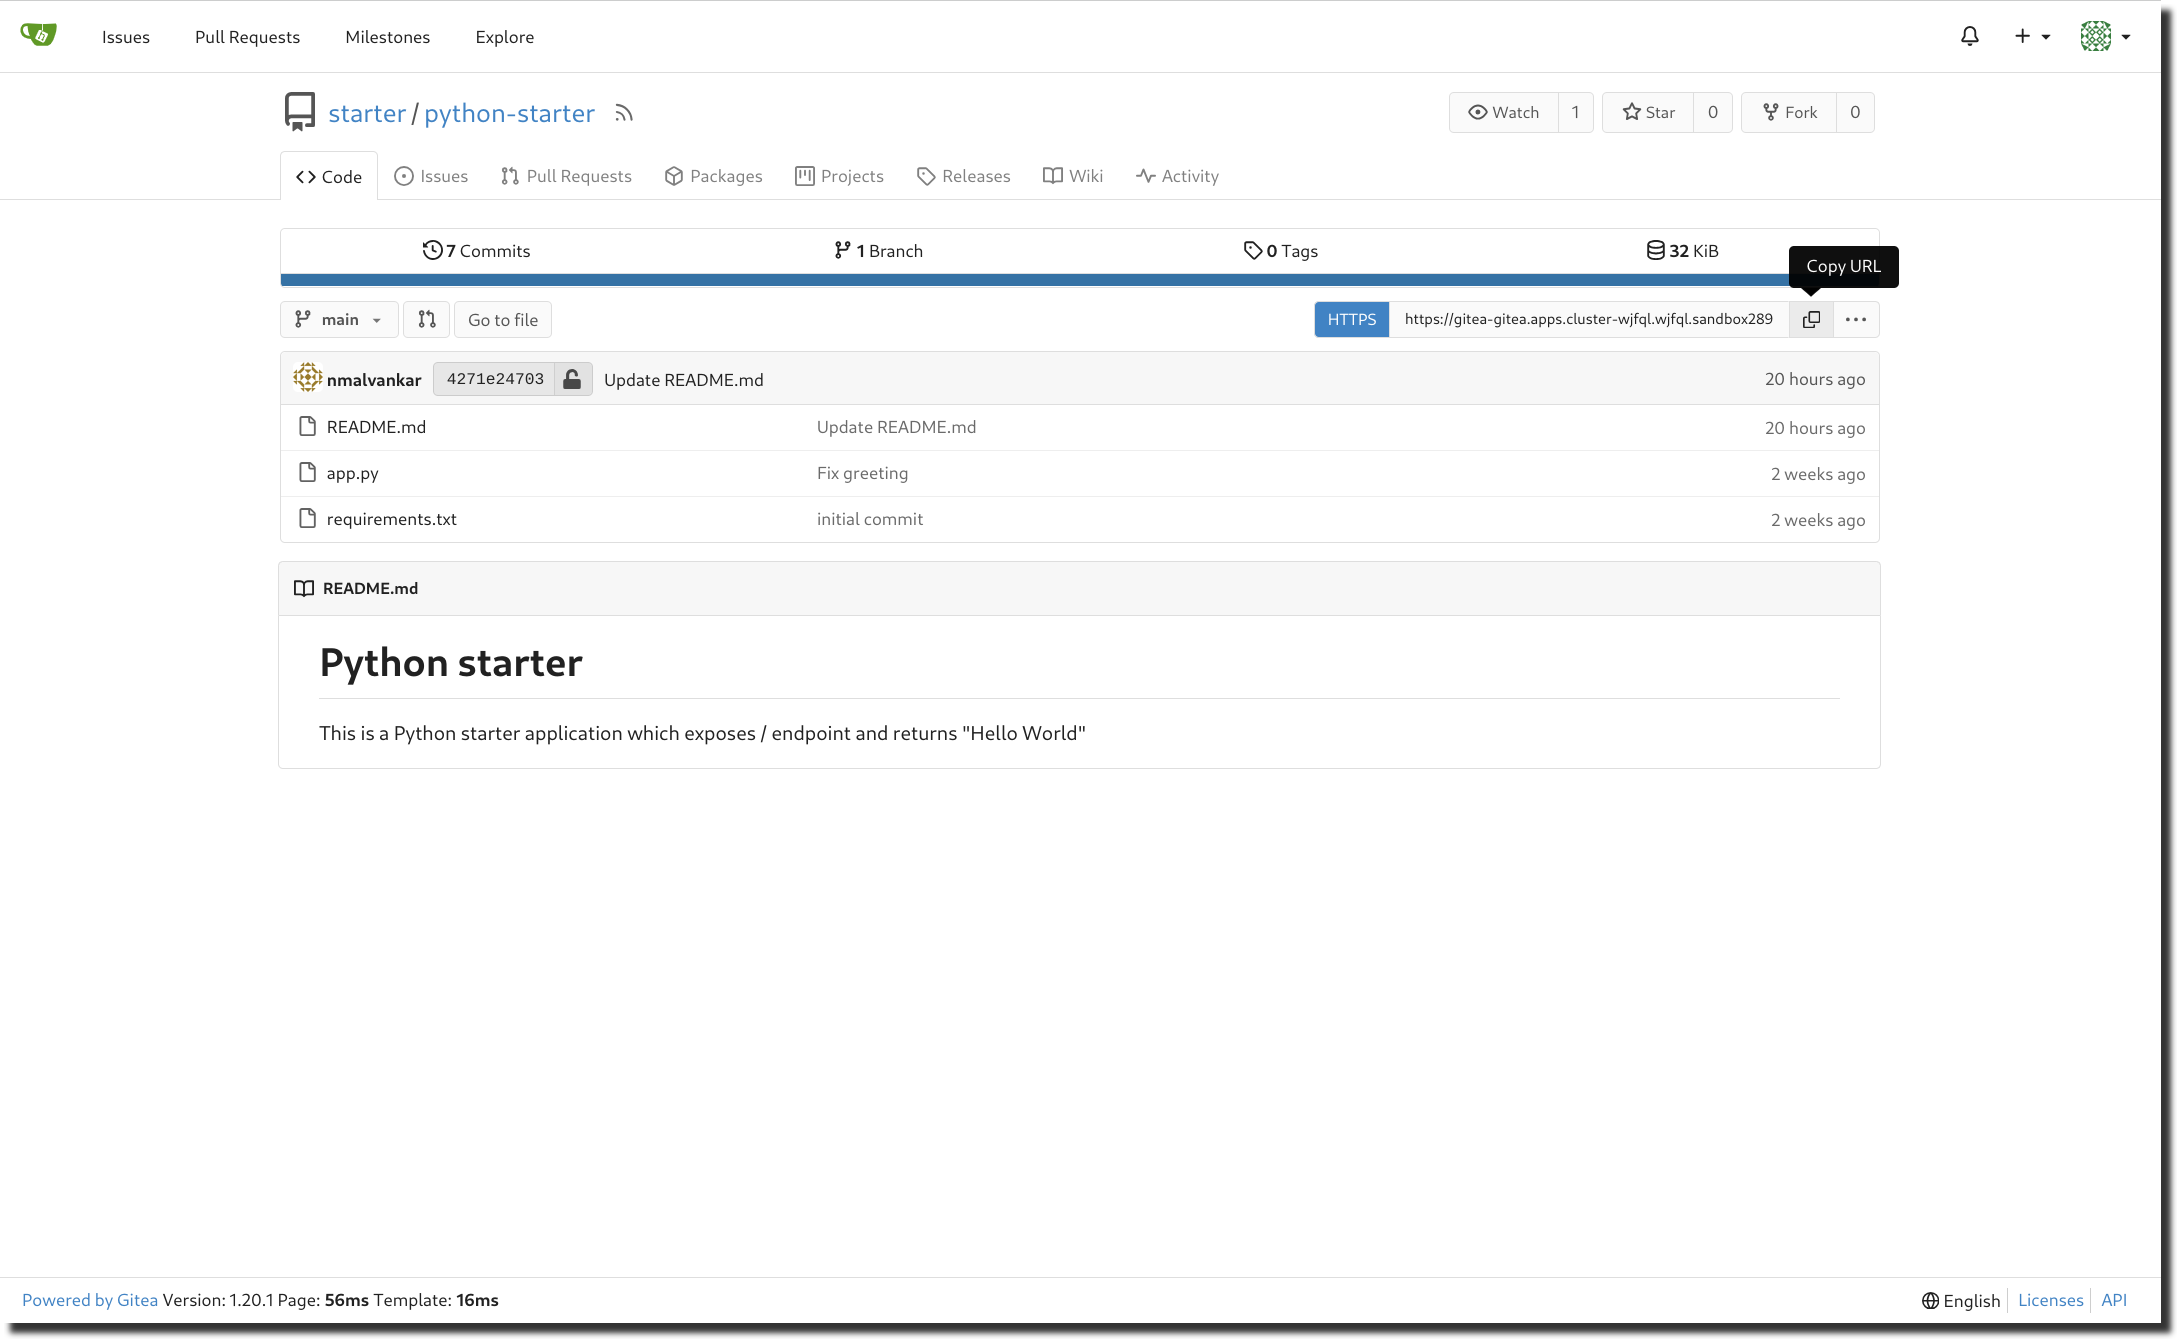 Issues Pull Requests Milestones Explore
starter / python-starter Watch 1 Star 0 Fork 0
Code Issues Pull Requests Packages Projects Releases Wiki Activity
7 Commits 1 Branch 0 Tags 32 KiB
Copy URL
main Go to file HTTPS https://gitea-gitea.apps.cluster-wjfql.wjfql.sandbox289
nmalvankar 4271e24703 Update README.md 20 hours ago
README.md Update README.md 20 hours ago
app.py Fix greeting 2 weeks ago
requirements.txt initial commit 2 weeks ago
README.md
Python starter
This is a Python starter application which exposes / endpoint and returns "Hello World"
Powered by Gitea Version: 1.20.1 Page: 56ms Template: 16ms English Licenses API